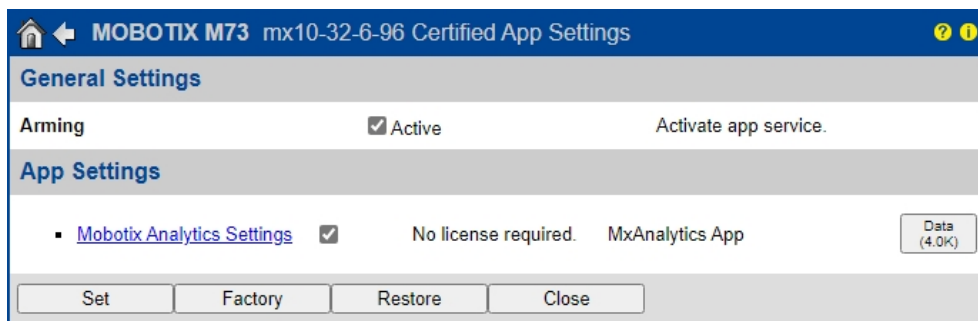 MOBOTIX M73 mx10-32-6-96 Certified App Settings ? i
General Settings
Arming Active Activate app service.
App Settings
Mobotix Analytics Settings No license required. MxAnalytics App Data
(4.0K)
Set Factory Restore Close